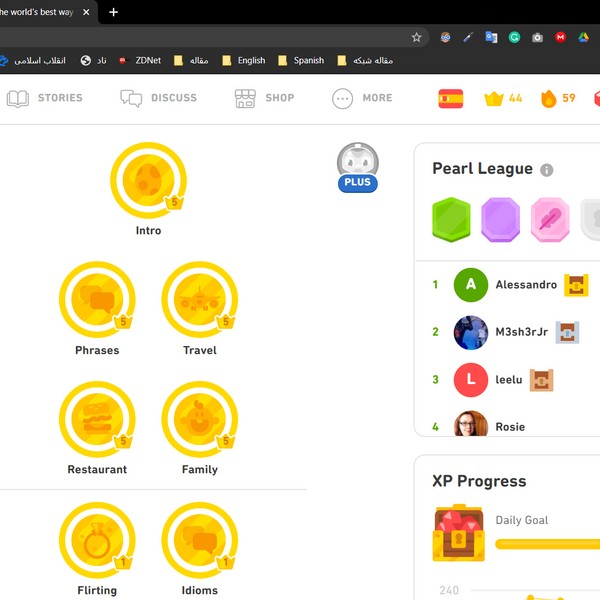 he world's best way
انقلاب اسلامی
ناد
ZDNet
مقاله
English
Spanish
مقاله شبکه
STORIES
DISCUSS
SHOP
MORE
44
59
PLUS
5
Intro
5
5
Phrases
Travel
5
5
Restaurant
Family
1
1
Flirting
Idioms
Pearl League
1 A Alessandro
2 M3sh3rJr
3 L leelu
4 Rosie
XP Progress
Daily Goal
240